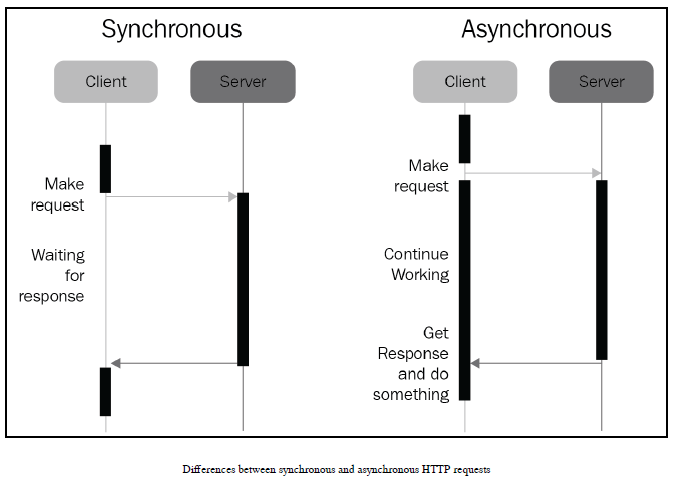 Synchronous
Client
Server
Make
request
Waiting
for
response
Asynchronous
Client
Server
Make
request
Continue
Working
Get
Response
and do
something
Differences between synchronous and asynchronous HTTP requests